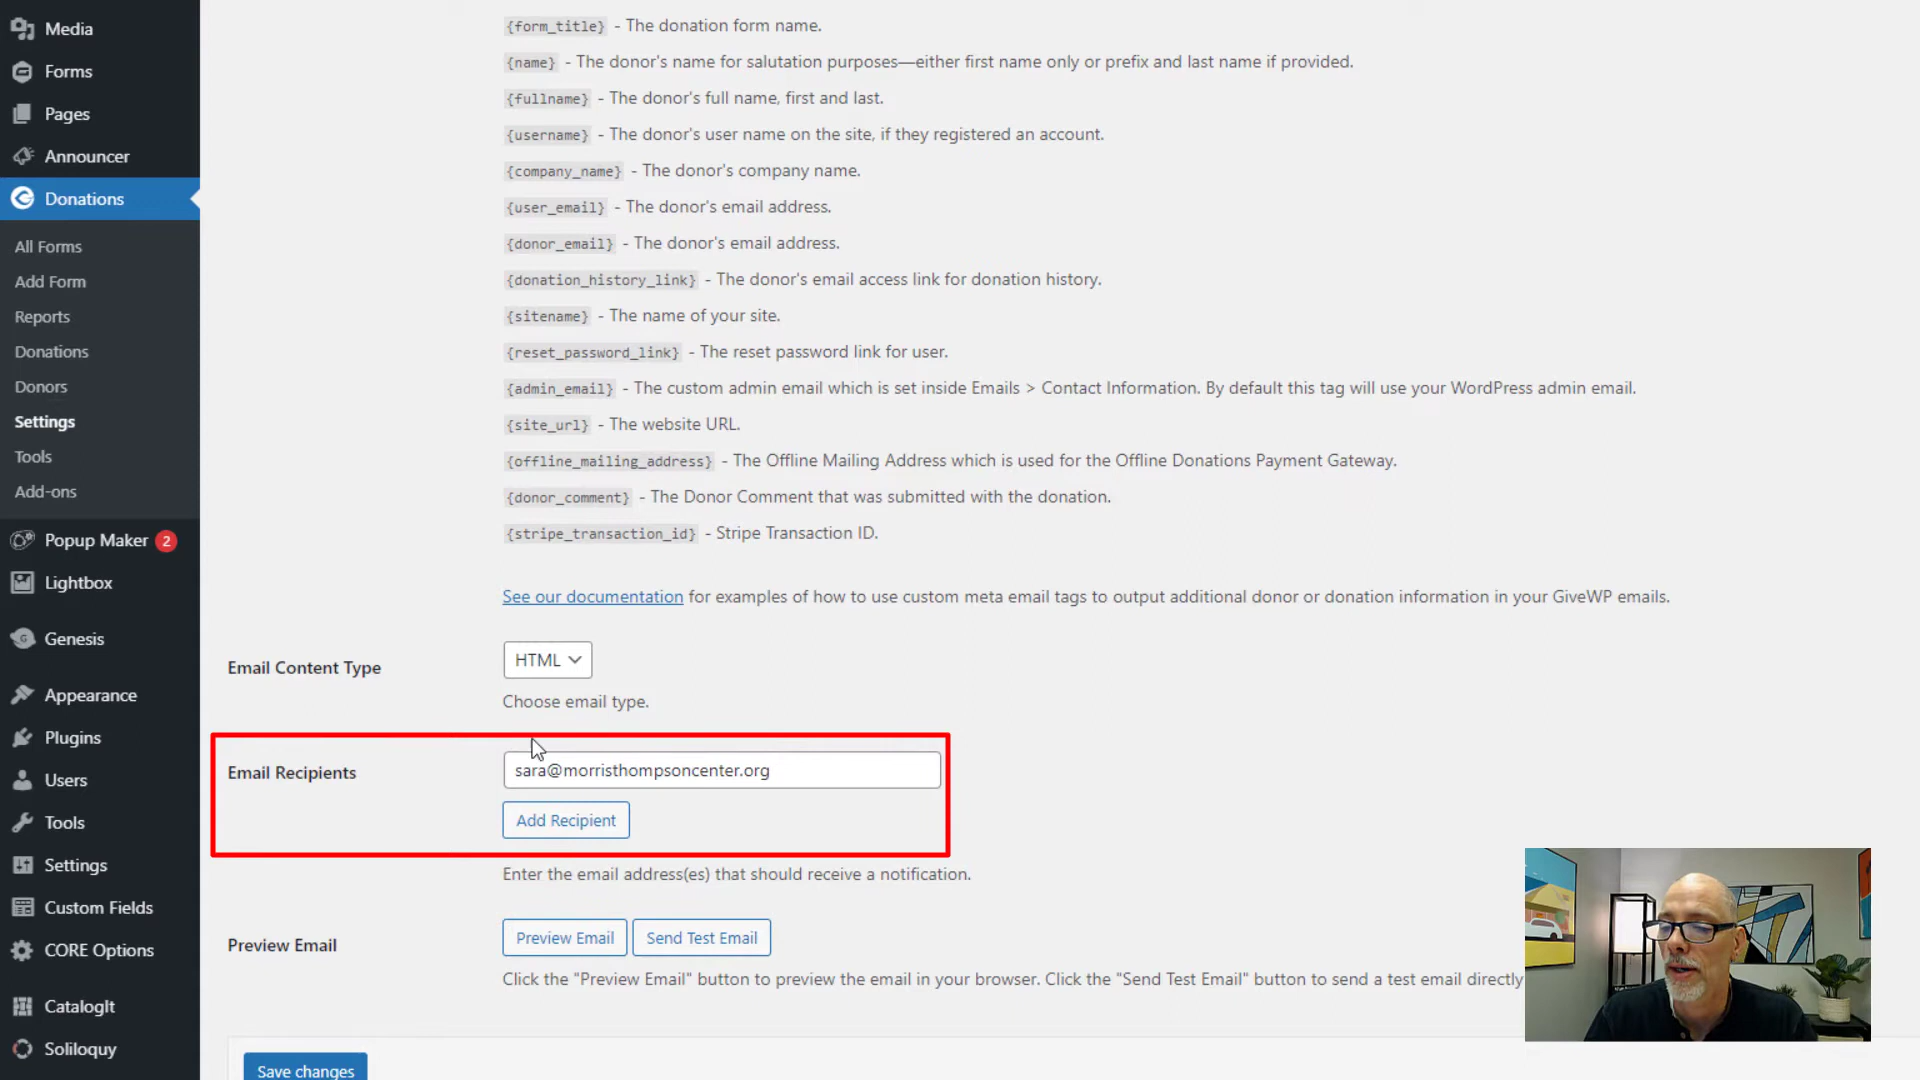 Media
Forms
Pages
Announcer
Donations
All Forms
Add Form
Reports
Donations
Donors
Settings
Tools
Add-ons
Popup Maker 2
Lightbox
Genesis
Appearance
Plugins
Users
Tools
Settings
Custom Fields
CORE Options
CatalogIt
Soliloquy
{form_title} - The donation form name.
{name} - The donor's name for salutation purposes—either first name only or prefix and last name if provided.
{fullname} - The donor's full name, first and last.
{username} - The donor's user name on the site, if they registered an account.
{company_name} - The donor's company name.
{user_email} - The donor's email address.
{donor_email} - The donor's email address.
{donation_history_link} - The donor's email access link for donation history.
{sitename} - The name of your site.
{reset_password_link} - The reset password link for user.
{admin_email} - The custom admin email which is set inside Emails > Contact Information. By default this tag will use your WordPress admin email.
{site_url} - The website URL.
{offline_mailing_address} - The Offline Mailing Address which is used for the Offline Donations Payment Gateway.
{donor_comment} - The Donor Comment that was submitted with the donation.
{stripe_transaction_id} - Stripe Transaction ID.
See our documentation for examples of how to use custom meta email tags to output additional donor or donation information in your GiveWP emails.
Email Content Type
HTML
Choose email type.
Email Recipients
sara@morristhompsoncenter.org
Add Recipient
Enter the email address(es) that should receive a notification.
Preview Email
Preview Email
Send Test Email
Click the "Preview Email" button to preview the email in your browser. Click the "Send Test Email" button to send a test email directly
Save changes